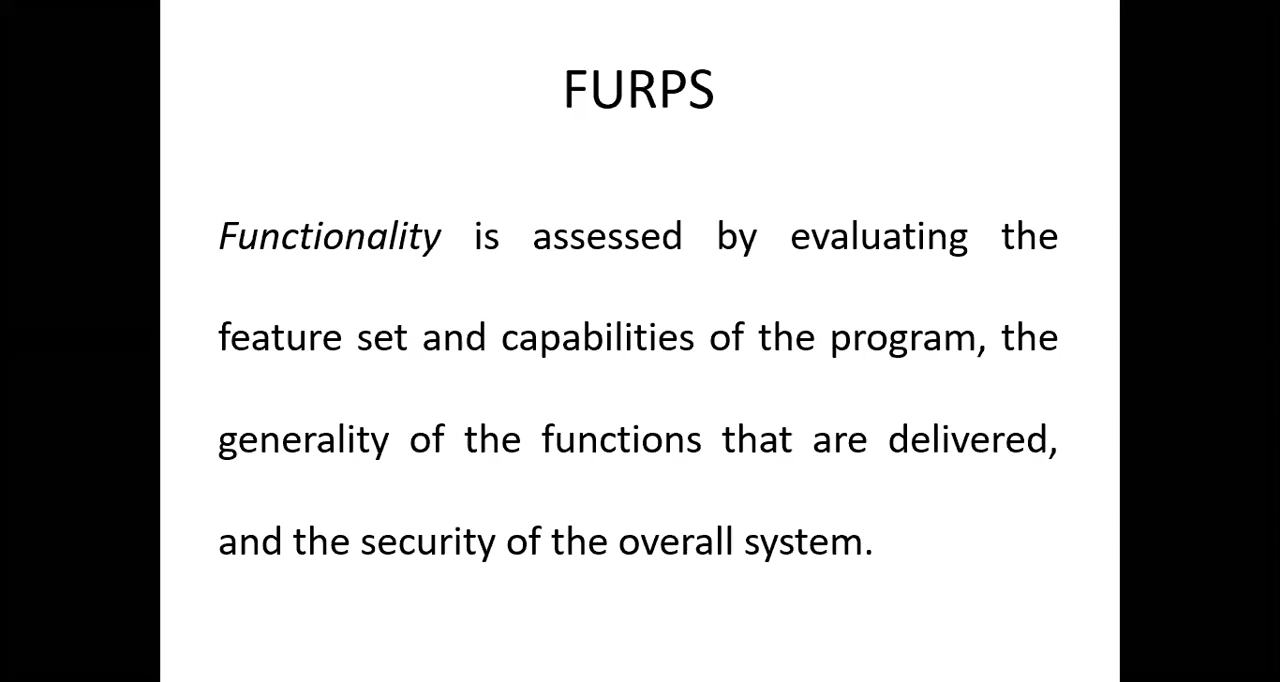 FURPS
Functionality is assessed by evaluating the
feature set and capabilities of the program, the
generality of the functions that are delivered,
and the security of the overall system.